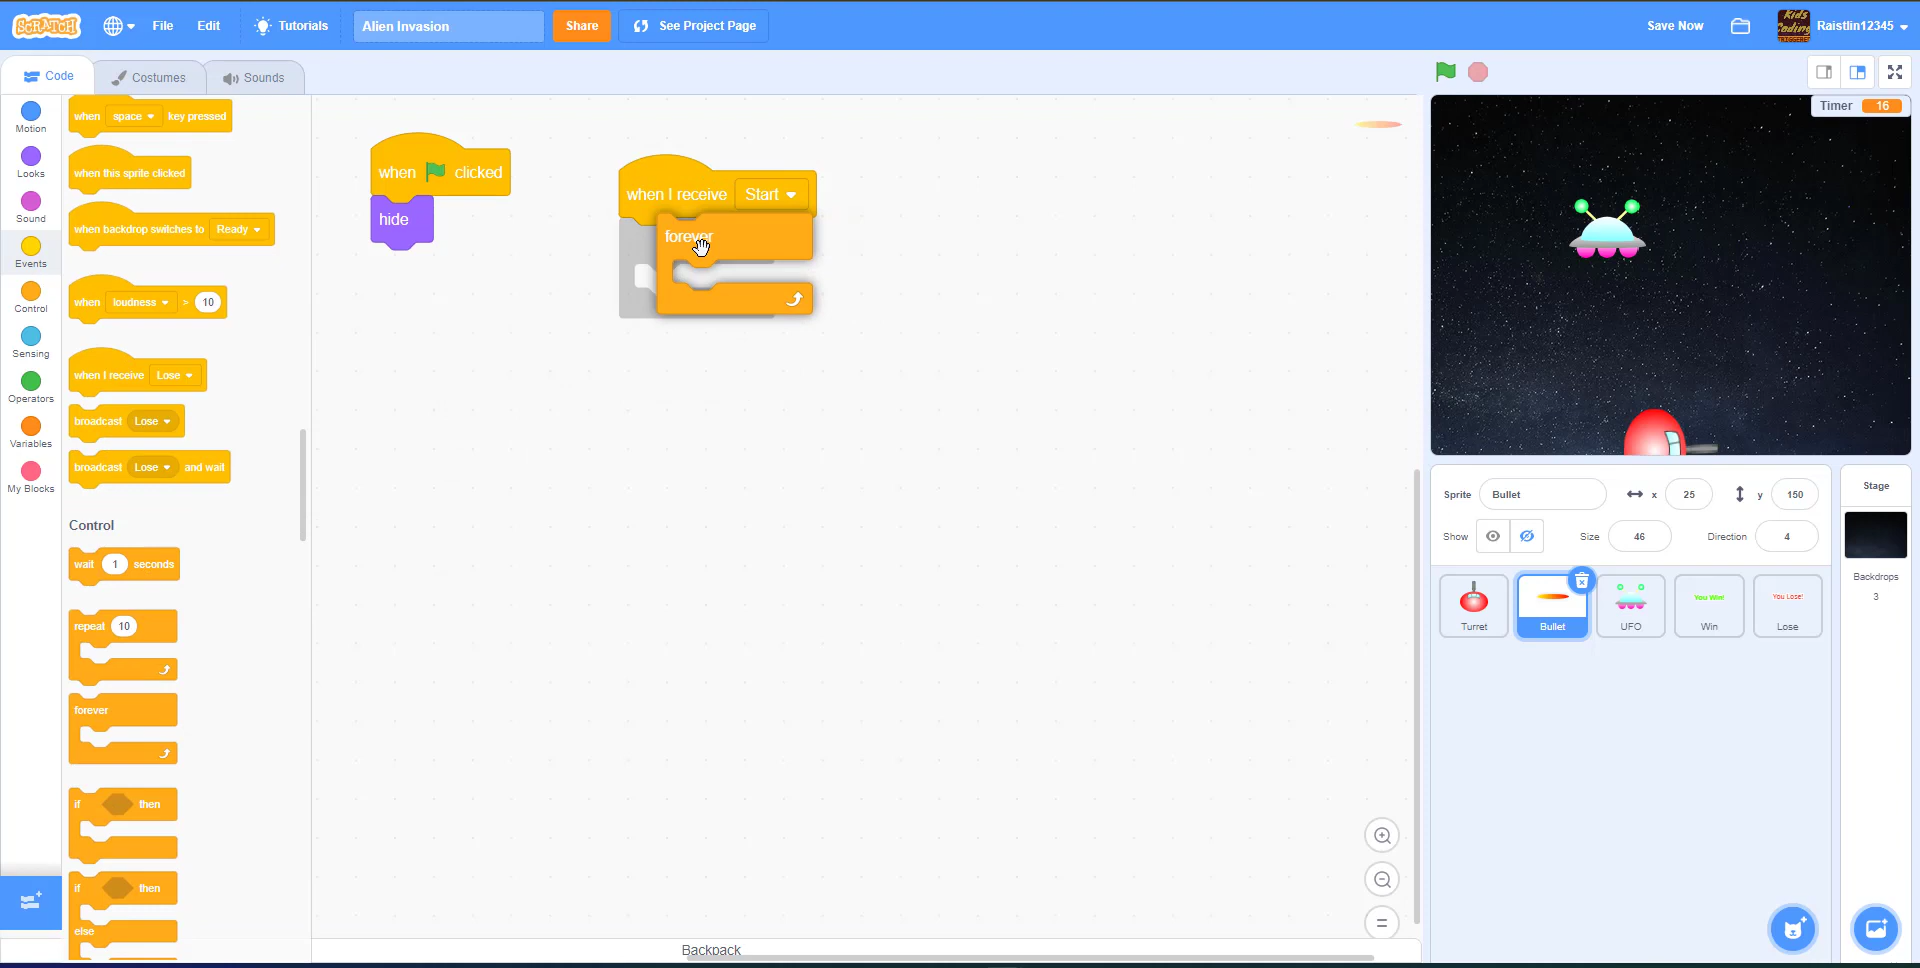 SCRATCH File Edit Tutorials Alien Invasion Share See Project Page Save Now Raistlin12345
Code Costumes Sounds
Motion
Looks
Sound
Events
Control
Sensing
Operators
Variables
My Blocks
when space key pressed
when this sprite clicked
when backdrop switches to Ready
when loudness > 10
when I receive Lose
broadcast Lose
broadcast Lose and wait
Control
wait 1 seconds
repeat 10
forever
if then
if then
else
when clicked
hide
when I receive Start
forever
Backpack
Timer 16
Sprite Bullet x 25 y 150
Show Size 46 Direction 4
Turret
Bullet
UFO
You Win!
Win
You Lose!
Lose
Stage
Backdrops
3